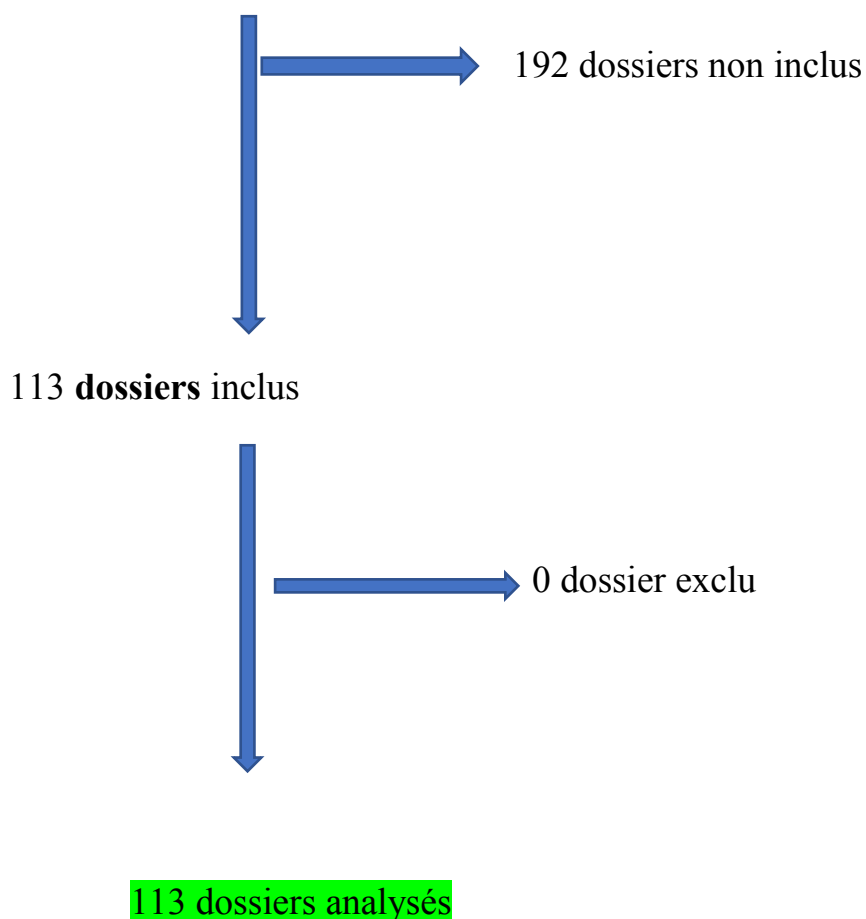 192 dossiers non inclus
113 dossiers inclus
0 dossier exclu
113 dossiers analysés